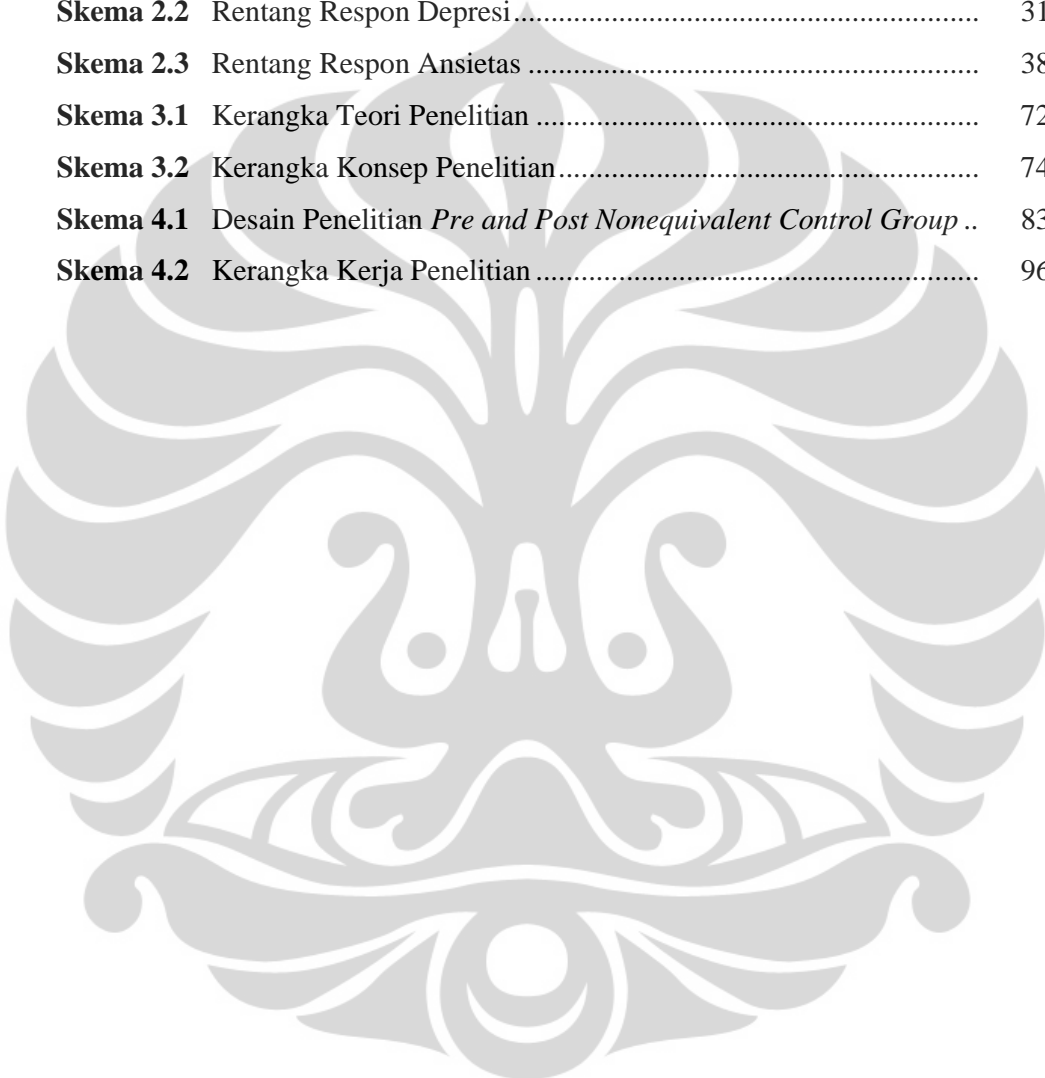 Skema 2.2 Rentang Respon Depresi.............................................................................. 31
Skema 2.3 Rentang Respon Ansietas ........................................................................... 38
Skema 3.1 Kerangka Teori Penelitian .......................................................................... 72
Skema 3.2 Kerangka Konsep Penelitian....................................................................... 74
Skema 4.1 Desain Penelitian Pre and Post Nonequivalent Control Group .. 83
Skema 4.2 Kerangka Kerja Penelitian .......................................................................... 96